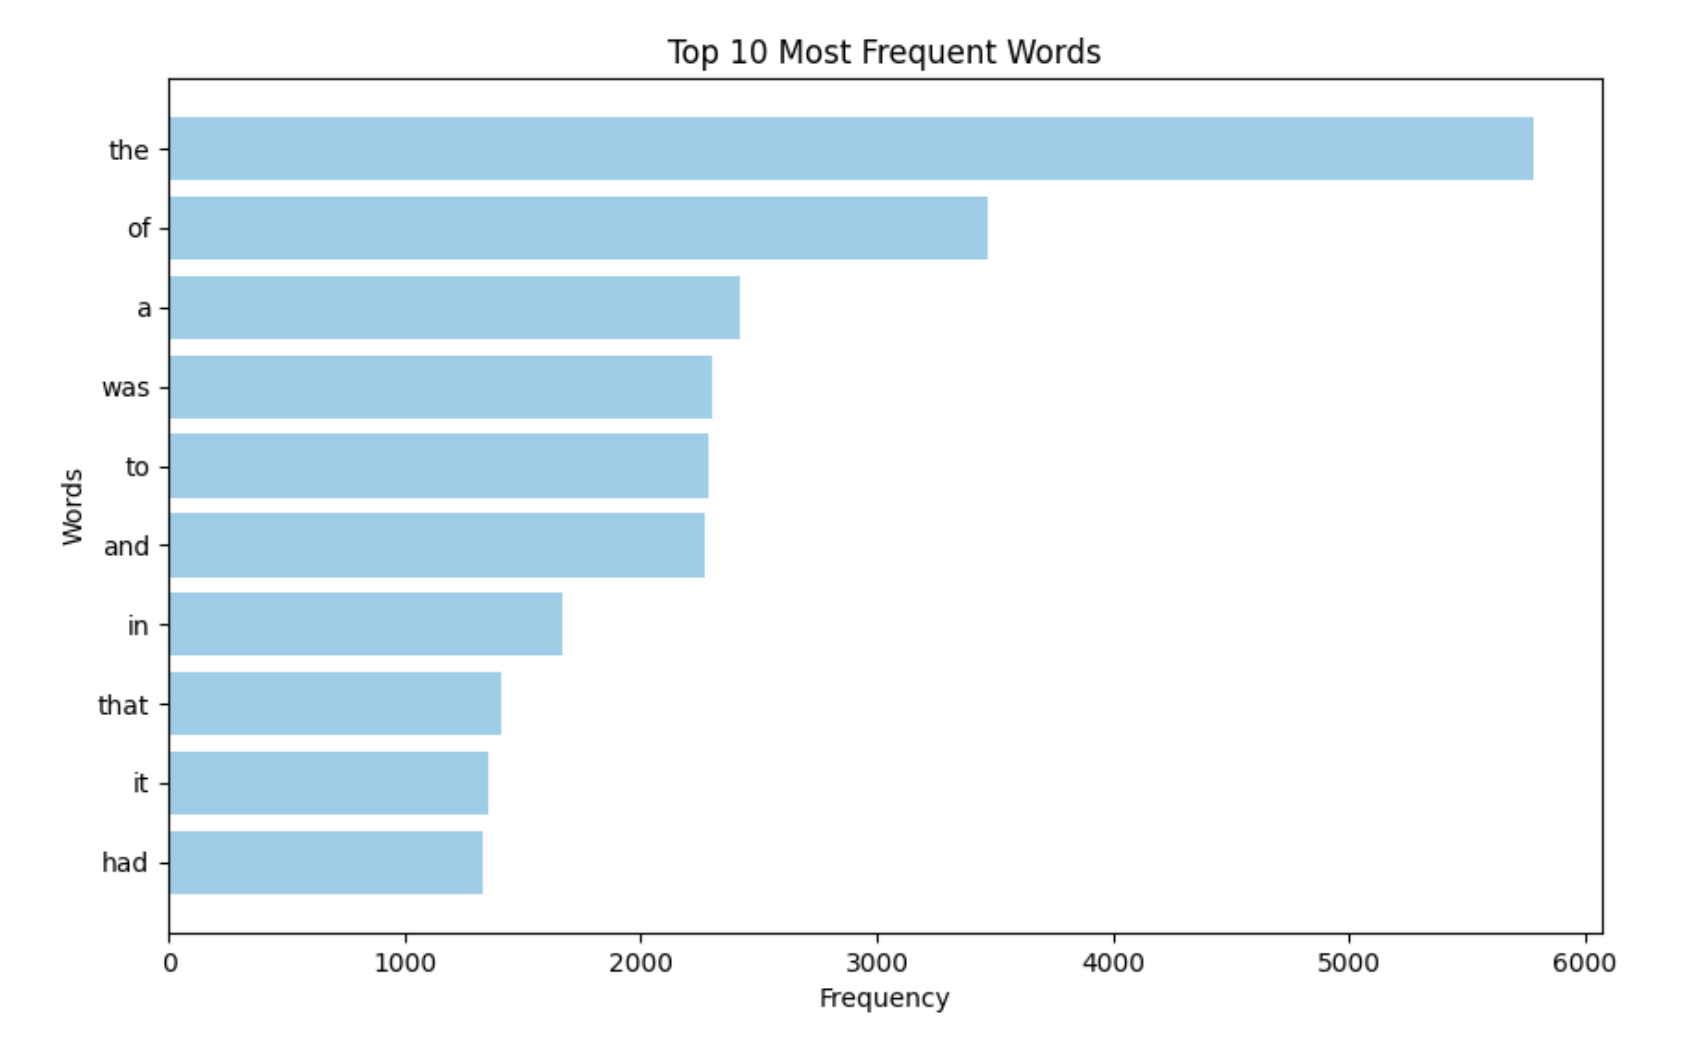 Top 10 Most Frequent Words
the
of
a
was
to
and
in
that
it
had
Words
0 1000 2000 3000 4000 5000 6000
Frequency